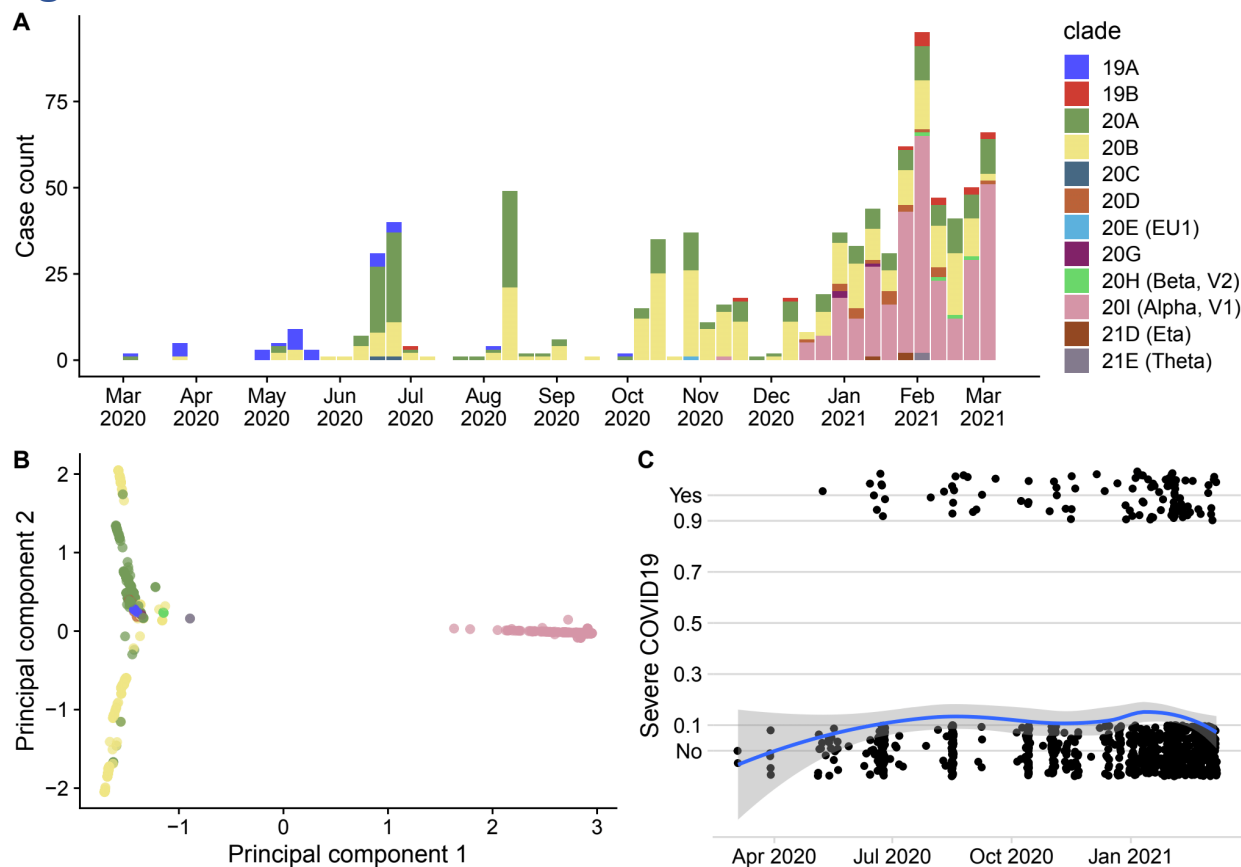 A
Case count
75
50
25
0
Mar Apr May Jun Jul Aug Sep Oct Nov Dec Jan Feb Mar
2020 2020 2020 2020 2020 2020 2020 2020 2020 2020 2021 2021 2021
clade
19A
19B
20A
20B
20C
20D
20E (EU1)
20G
20H (Beta, V2)
20I (Alpha, V1)
21D (Eta)
21E (Theta)
B
Principal component 2
2
1
0
−1
−2
−1 0 1 2 3
Principal component 1
C
Severe COVID19
Yes
0.9
0.7
0.5
0.3
0.1
No
Apr 2020 Jul 2020 Oct 2020 Jan 2021